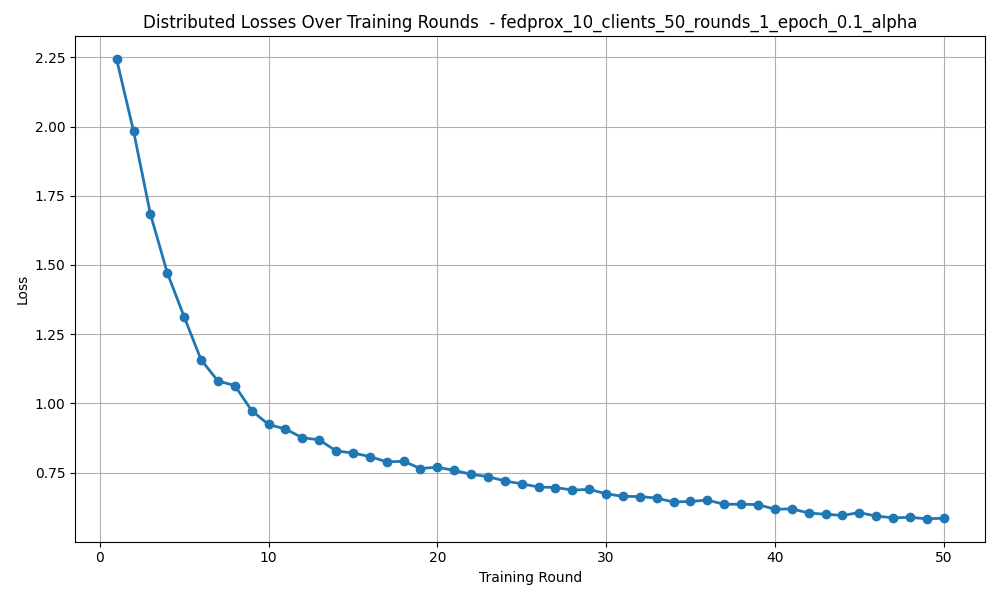 Distributed Losses Over Training Rounds  - fedprox_10_clients_50_rounds_1_epoch_0.1_alpha
2.25
2.00
1.75
1.50
1.25
1.00
0.75
Loss
0 10 20 30 40 50
Training Round